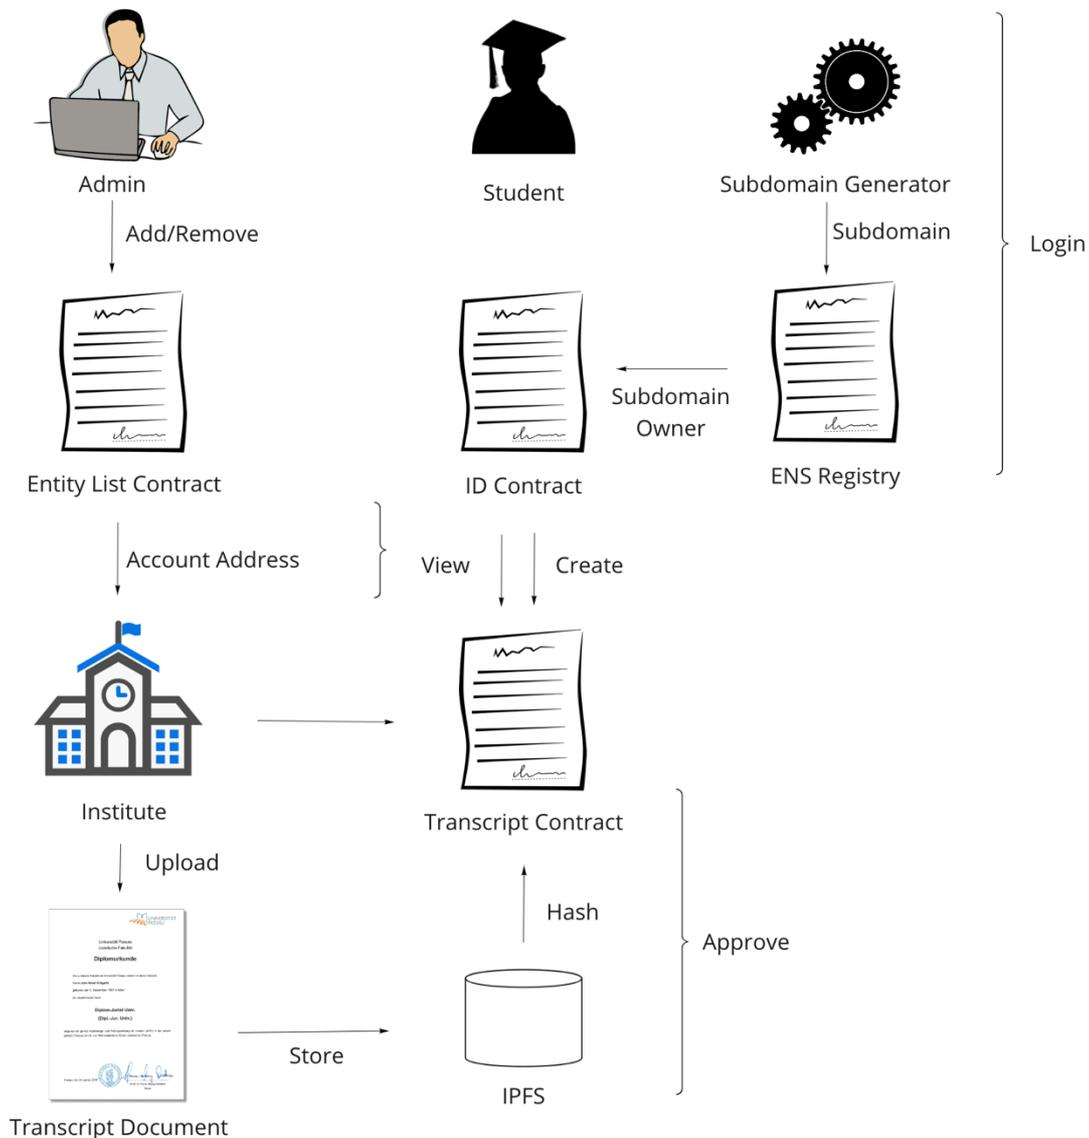 Admin
Student
Subdomain Generator
Add/Remove
Subdomain
Login
Subdomain
Owner
Entity List Contract
ID Contract
ENS Registry
Account Address
View
Create
Institute
Transcript Contract
Upload
Hash
Approve
Universität Passau
Juristische Fakultät
Diplomurkunde
Diplom-Jurist Univ.
(Dipl.-Jur. Univ.)
Store
IPFS
Transcript Document